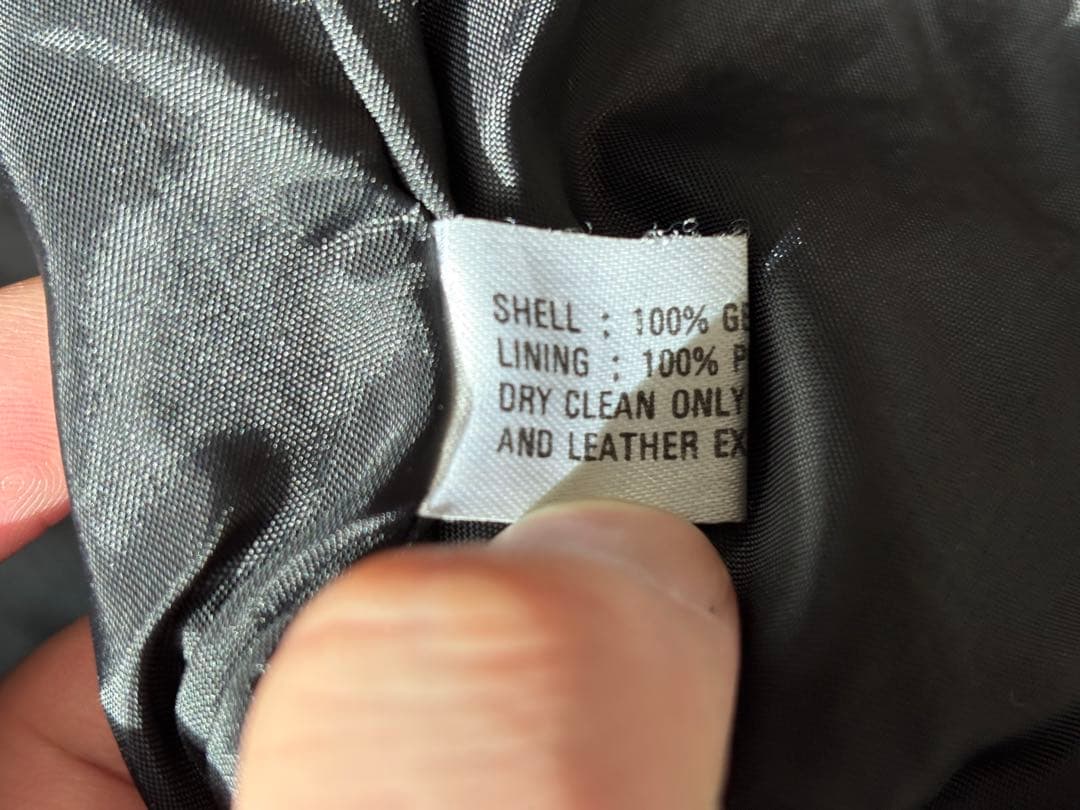 SHELL : 100%
LINING : 100%
DRY CLEAN ONLY
AND LEATHER